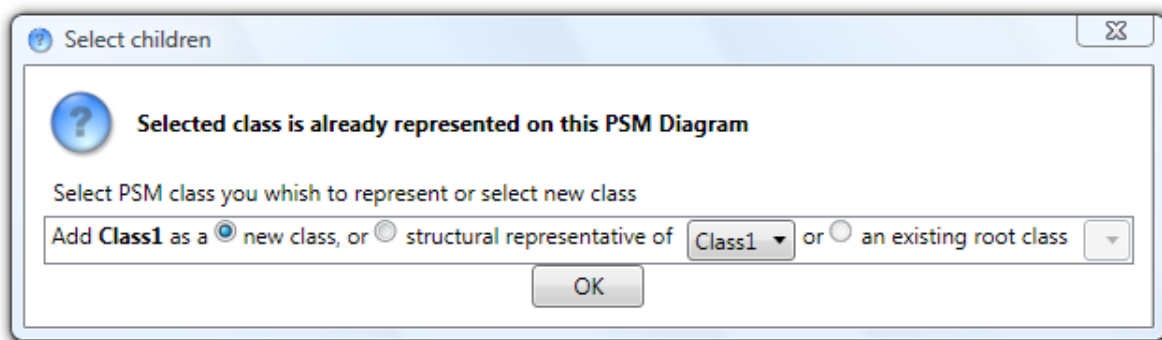 Select children
Selected class is already represented on this PSM Diagram
Select PSM class you whish to represent or select new class
Add Class1 as a new class, or structural representative of Class1 or an existing root class
OK